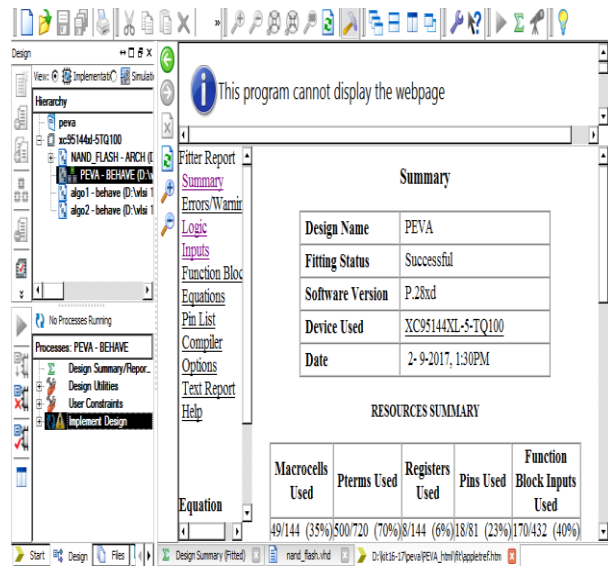 »
Design
View: Implementati Simulati
Hierarchy
peva
xc95144xl-5TQ100
NAND_FLASH - ARCH (D
PEVA - BEHAVE (D:\v
algo1 - behave (D:\vlsi 1
algo2 - behave (D:\vlsi 1
No Processes Running
Processes: PEVA - BEHAVE
Design Summary/Repor...
Design Utilities
User Constraints
Implement Design
Start Design Files
This program cannot display the webpage
Fitter Report
Summary
Errors/Warnin
Logic
Inputs
Function Bloc
Equations
Pin List
Compiler
Options
Text Report
Help
Equation
Summary
Design Name PEVA
Fitting Status Successful
Software Version P.28xd
Device Used XC95144XL-5-TQ100
Date 2- 9-2017, 1:30PM
RESOURCES SUMMARY
Macrocells Used Pterms Used Registers Used Pins Used Function Block Inputs Used
49/144 (35%) 500/720 (70%) 8/144 (6%) 18/81 (23%) 170/432 (40%)
Design Summary (Fitted) nand_flash.vhd D:\kit16-17\peva\PEVA_html\fit\appletref.htm